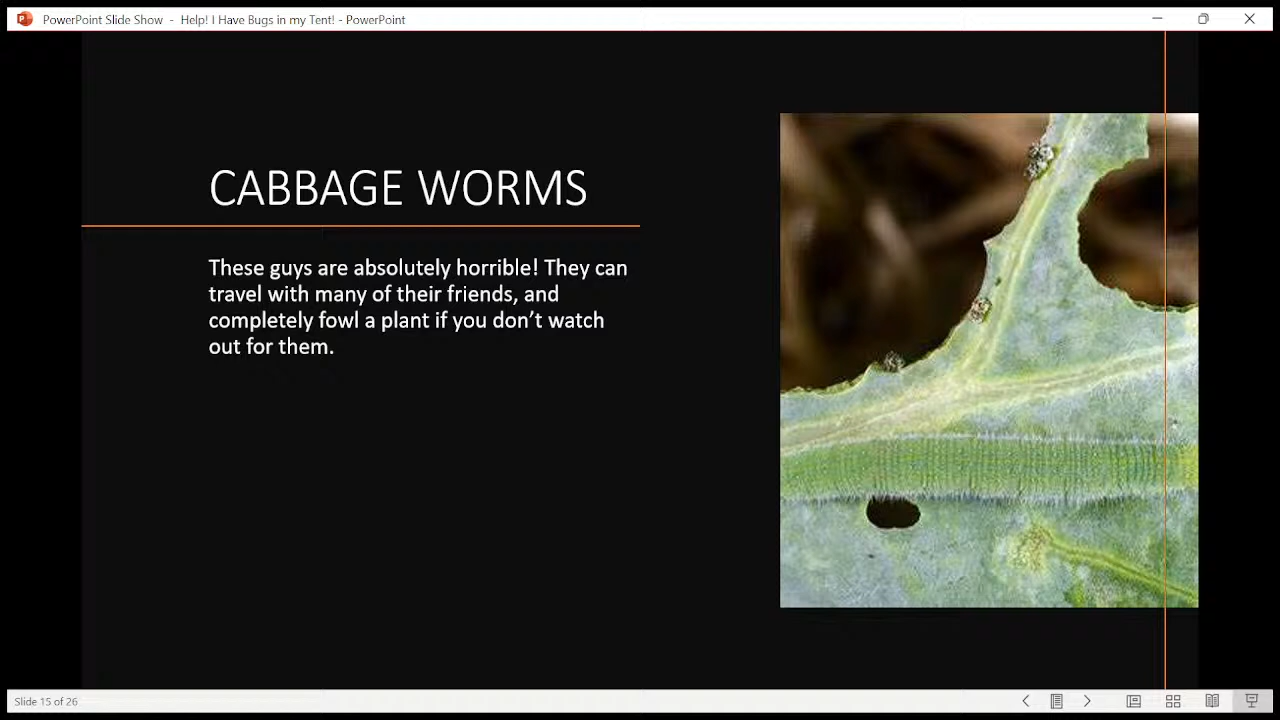 PowerPoint Slide Show - Help! I Have Bugs in my Tent! - PowerPoint
CABBAGE WORMS
These guys are absolutely horrible! They can
travel with many of their friends, and
completely fowl a plant if you don’t watch
out for them.
Slide 15 of 26